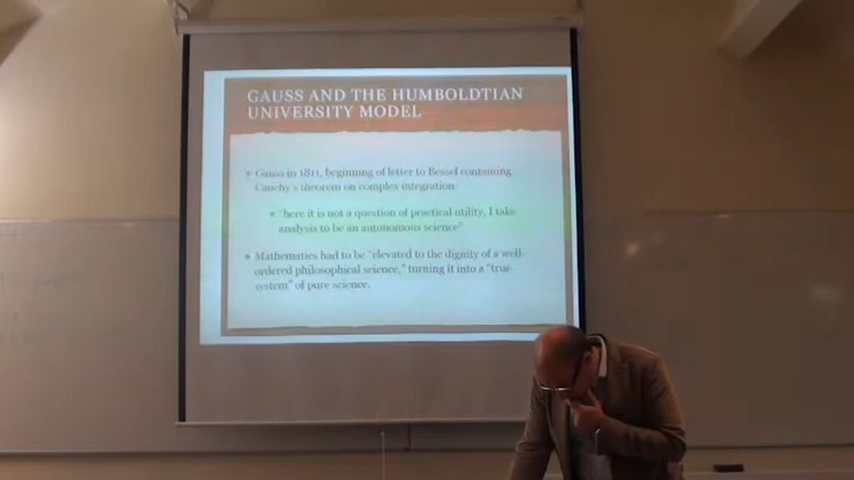 GAUSS AND THE HUMBOLDTIAN
UNIVERSITY MODEL
Gauss in 1811, beginning of letter to Bessel containing
Cauchy's theorem on complex integration:
"here it is not a question of practical utility, I take
analysis to be an autonomous science"
Mathematics had to be "elevated to the dignity of a well-
ordered philosophical science," turning it into a "true
system" of pure science.